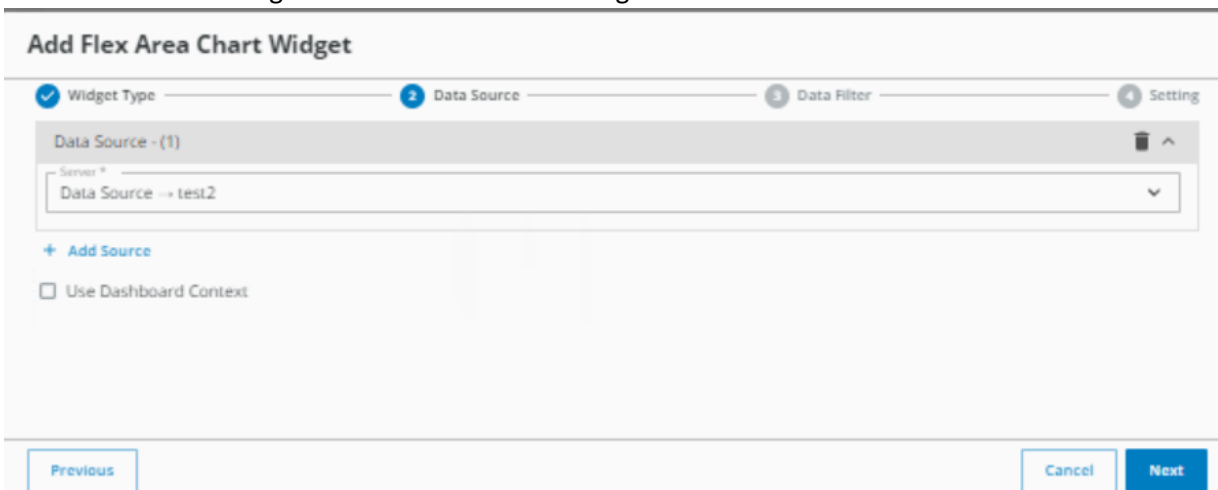 Add Flex Area Chart Widget
Widget Type 2 Data Source 3 Data Filter 4 Setting
Data Source - (1)
Server *
Data Source → test2
+ Add Source
Use Dashboard Context
Previous Cancel Next